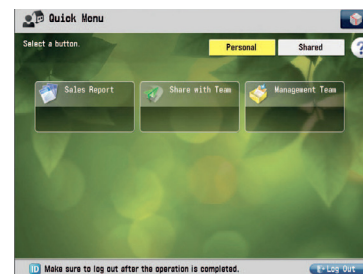 Quick Menu
Select a button.
Personal
Shared
?
Sales Report
Share with Team
Management Team
ID Make sure to log out after the operation is completed.
Log Out